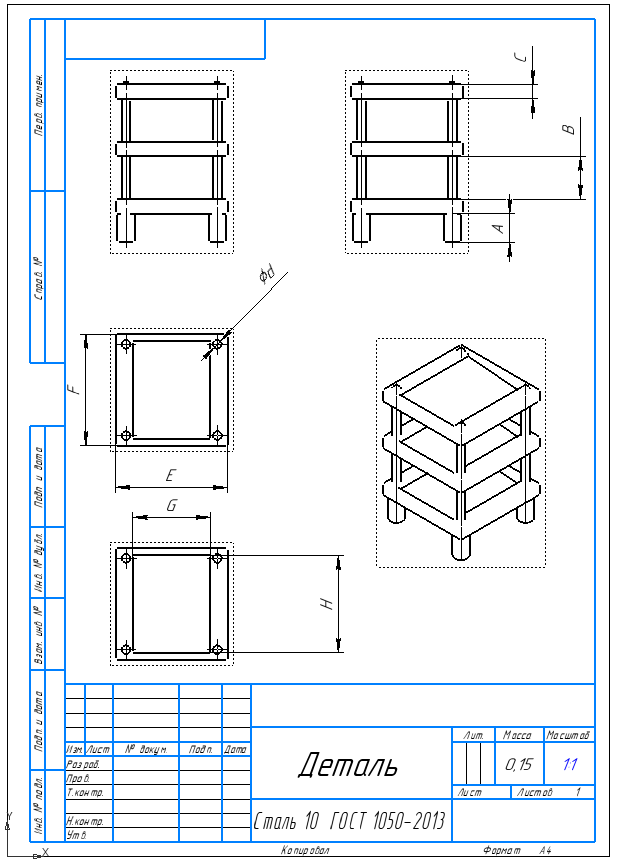 Перв. примен.
Справ. №
Подп. и дата
Инв. № дубл.
Взам. инв. №
Подп. и дата
Инв. № подл.
C
B
A
ϕd
F
E
G
H
Лит. Масса Масштаб
Изм. Лист № докум. Подп. Дата
Разраб.
Пров.
Т.контр.
Н.контр.
Утв.
Деталь
0,15 1:1
Лист Листов 1
Сталь 10 ГОСТ 1050-2013
Копировал Формат A4
Y
X